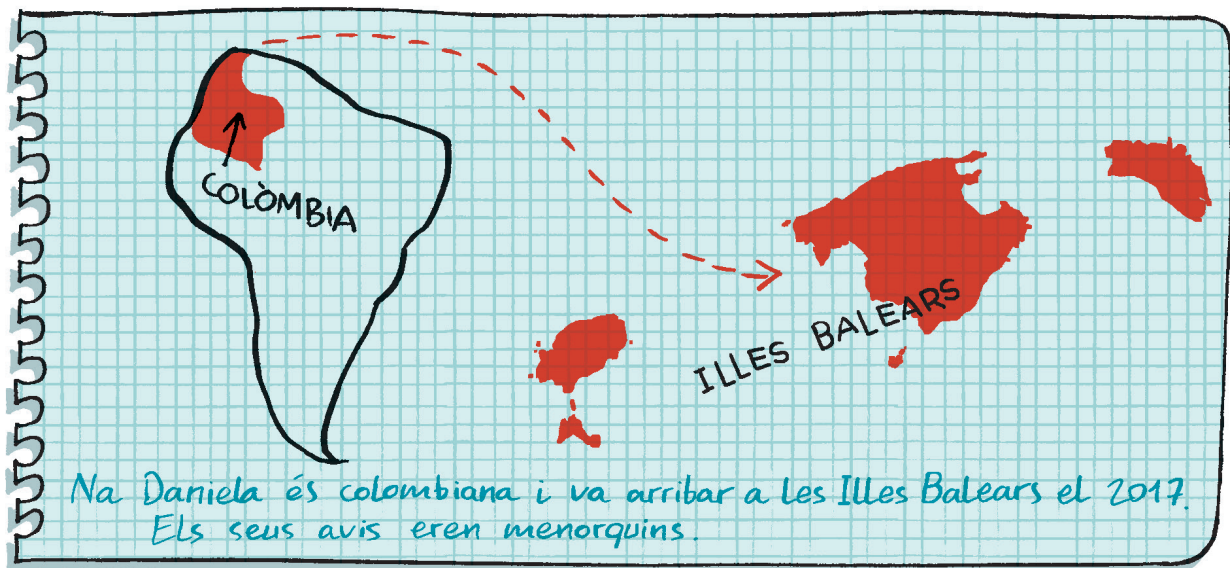 COLÒMBIA
ILLES BALEARS
Na Daniela és colombiana i va arribar a les Illes Balears el 2017.
Els seus avis eren menorquins.